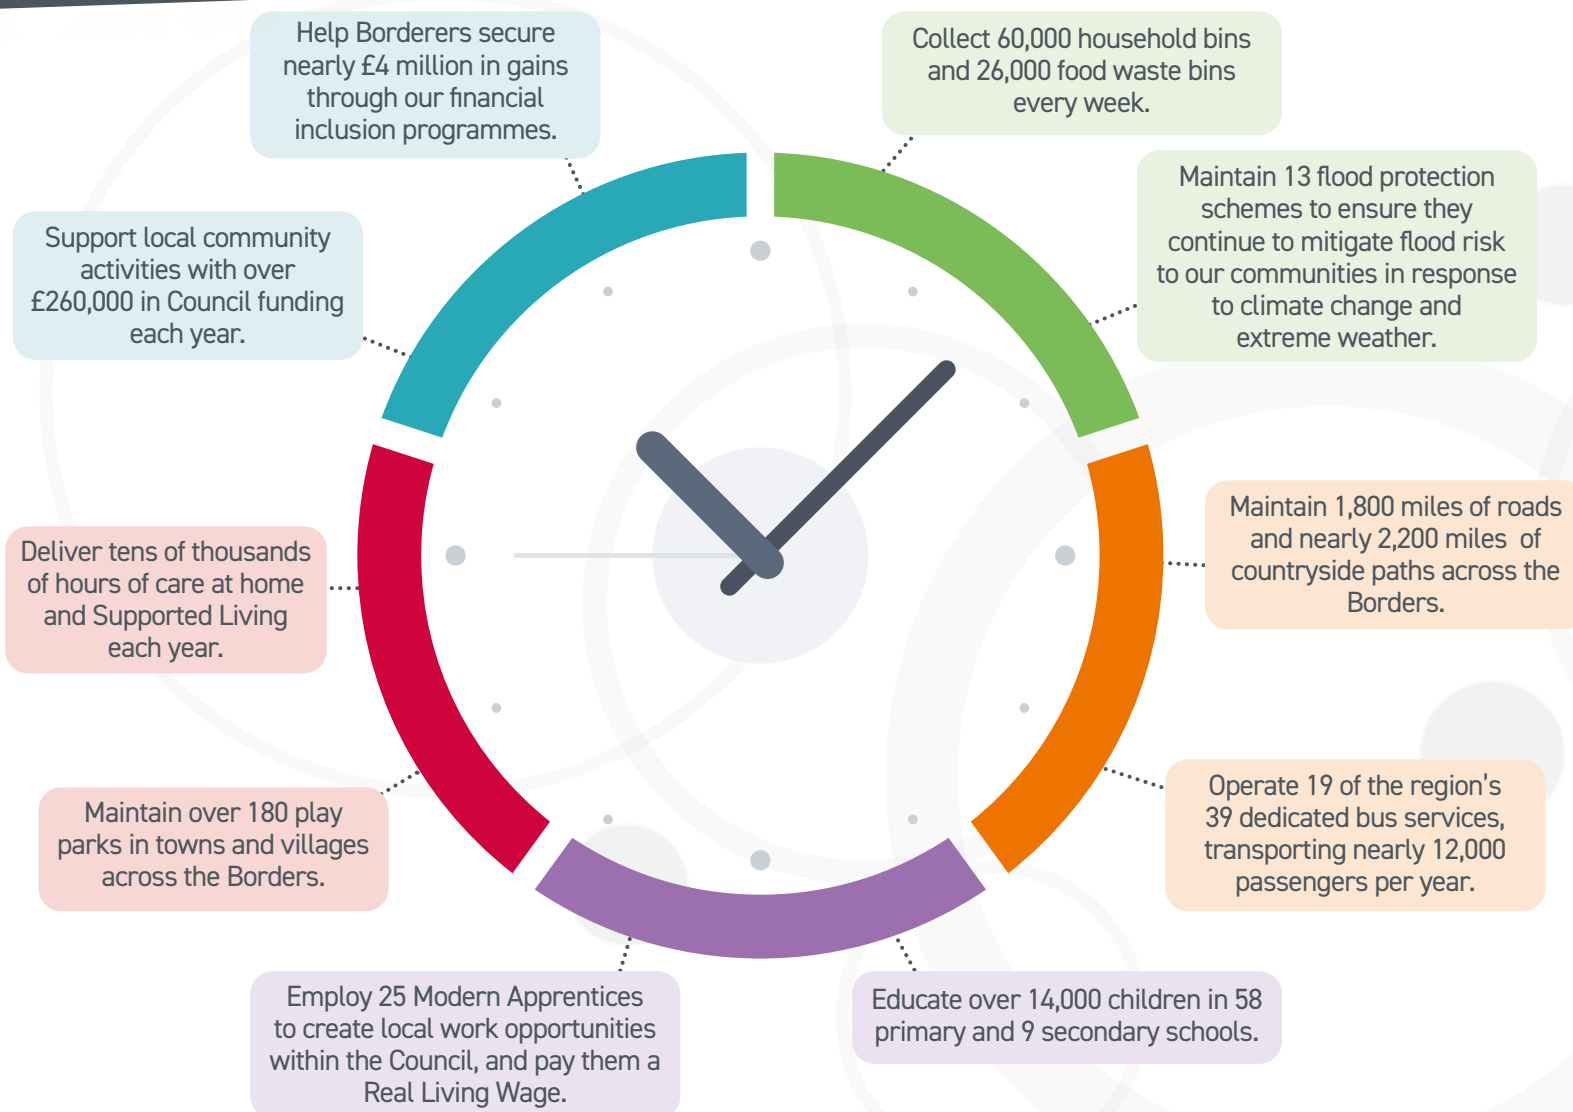 Help Borderers secure
nearly £4 million in gains
through our financial
inclusion programmes.
Collect 60,000 household bins
and 26,000 food waste bins
every week.
Maintain 13 flood protection
schemes to ensure they
continue to mitigate flood risk
to our communities in response
to climate change and
extreme weather.
Support local community
activities with over
£260,000 in Council funding
each year.
Maintain 1,800 miles of roads
and nearly 2,200 miles of
countryside paths across the
Borders.
Deliver tens of thousands
of hours of care at home
and Supported Living
each year.
Operate 19 of the region's
39 dedicated bus services,
transporting nearly 12,000
passengers per year.
Maintain over 180 play
parks in towns and villages
across the Borders.
Employ 25 Modern Apprentices
to create local work opportunities
within the Council, and pay them a
Real Living Wage.
Educate over 14,000 children in 58
primary and 9 secondary schools.